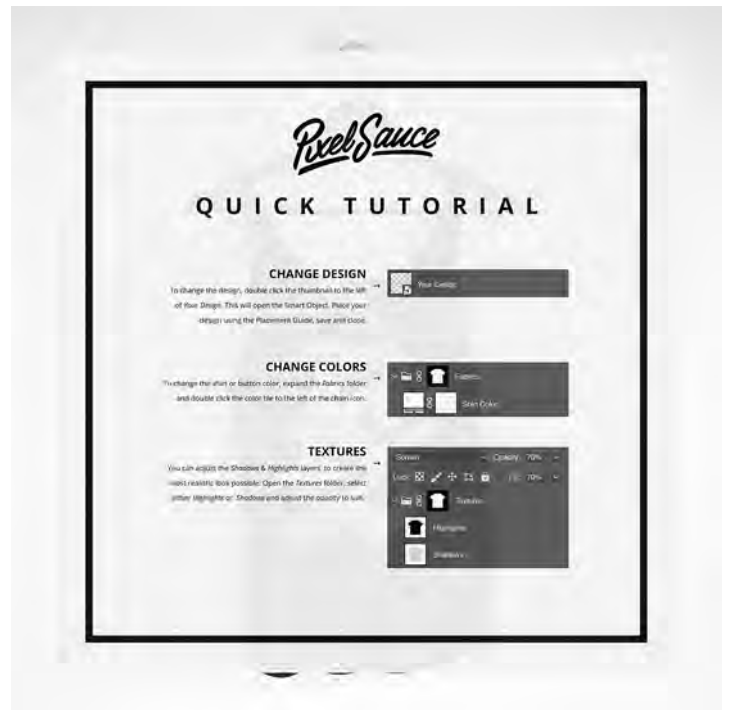 PixelSauce
QUICK TUTORIAL
CHANGE DESIGN
To change the design, double click the thumbnail to the left
of Your Design. This will open the Smart Object. Place your
design using the Placement Guide, save and close.
→
Your Design
CHANGE COLORS
To change the shirt or button color, expand the Fabrics folder
and double click the color tile to the left of the chain icon.
→
Fabrics
Shirt Color
TEXTURES
You can adjust the Shadows & Highlights layers, to create the
most realistic look possible. Open the Textures folder, select
either Highlights or Shadows and adjust the opacity to suit.
→
Screen
Opacity: 70%
Lock:
70%
Textures
Highlights
Shadows